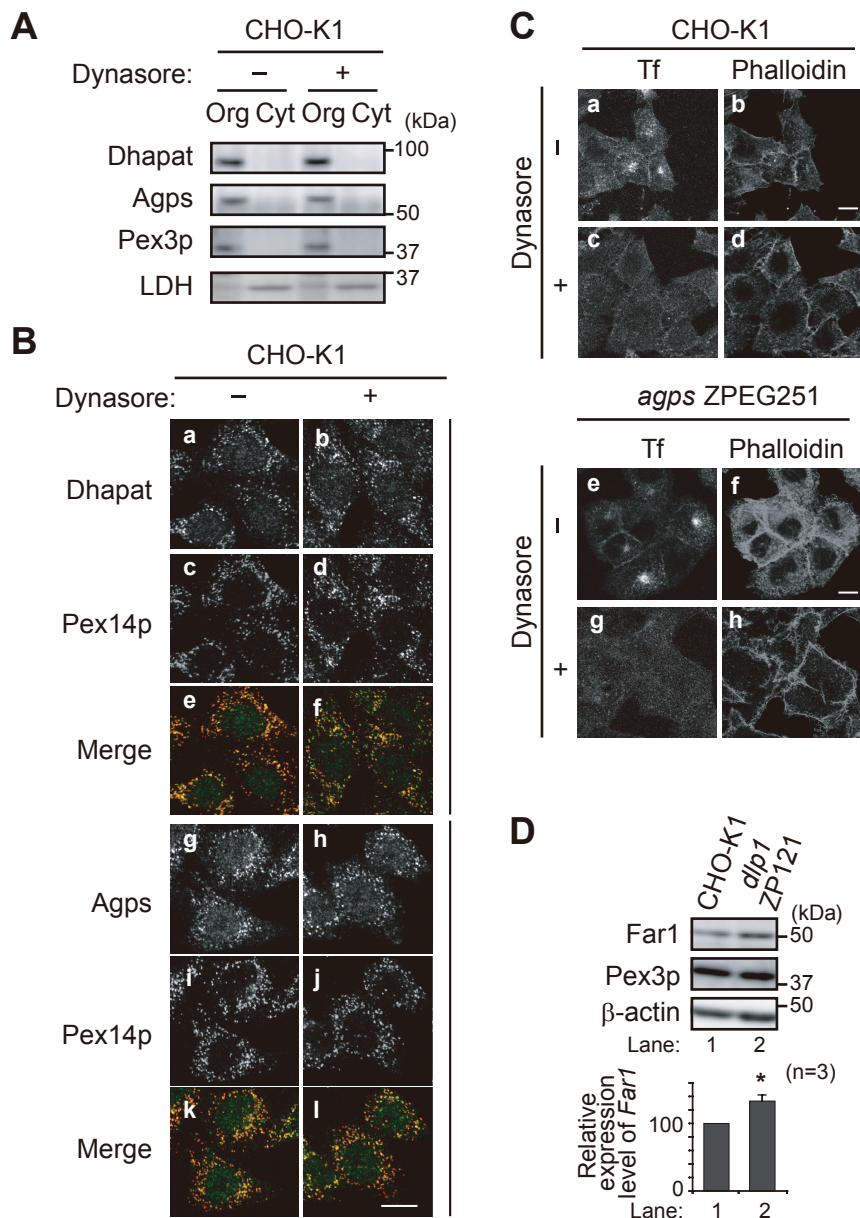 A
CHO-K1
Dynasore: – +
Org Cyt Org Cyt (kDa)
Dhapat
100
Agps
50
Pex3p
37
LDH
37
B
CHO-K1
Dynasore: – +
a b
Dhapat
c d
Pex14p
e f
Merge
g h
Agps
i j
Pex14p
k l
Merge
C
CHO-K1
Tf Phalloidin
Dynasore
–
a b
+
c d
agps ZPEG251
Tf Phalloidin
Dynasore
–
e f
+
g h
D
CHO-K1
dlp1
ZP121
(kDa)
Far1
50
Pex3p
37
β-actin
50
Lane: 1 2
(n=3)
*
Relative
expression
level of Far1
100
0
Lane: 1 2